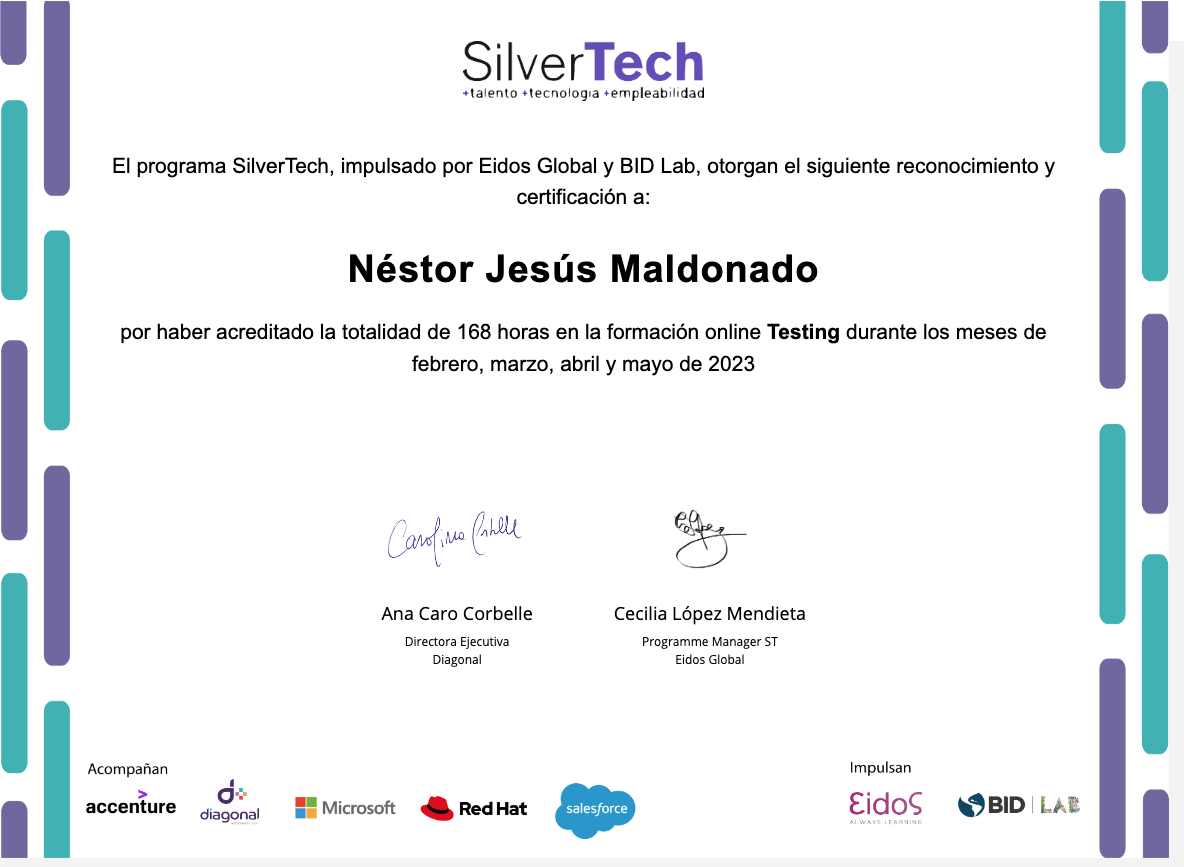 SilverTech
+talento +tecnología +empleabilidad
El programa SilverTech, impulsado por Eidos Global y BID Lab, otorgan el siguiente reconocimiento y
certificación a:
Néstor Jesús Maldonado
por haber acreditado la totalidad de 168 horas en la formación online Testing durante los meses de
febrero, marzo, abril y mayo de 2023
Carolina Corbelle
Ana Caro Corbelle
Directora Ejecutiva
Diagonal
Cecilia López Mendieta
Programme Manager ST
Eidos Global
Acompañan
accenture
diagonal
Microsoft
Red Hat
salesforce
Impulsan
Eidos
ALWAYS LEARNING
BID | LAB